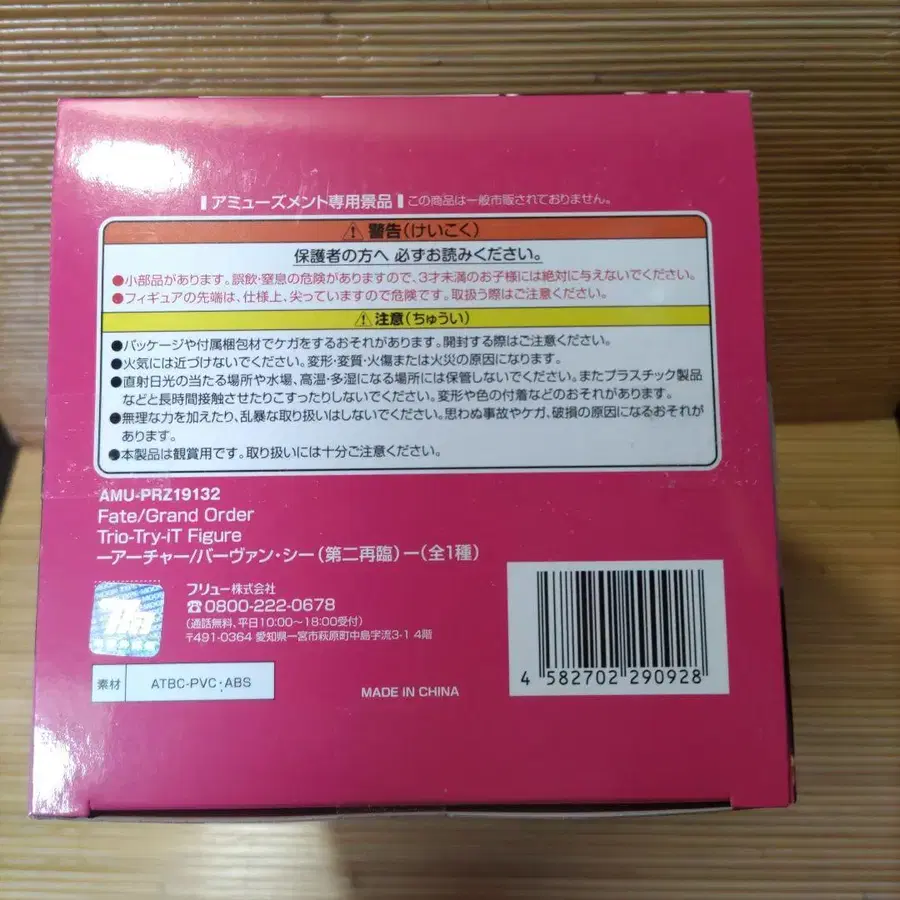 アミューズメント専用景品 この商品は一般市販されておりません。
警告(けいこく)
保護者の方へ 必ずお読みください。
●小部品があります。誤飲・窒息の危険がありますので、3才未満のお子様には絶対に与えないでください。
●フィギュアの先端は、仕様上、尖っていますので危険です。取扱う際はご注意ください。
注意(ちゅうい)
●パッケージや付属梱包材でケガをするおそれがあります。開封する際はご注意ください。
●火気には近づけないでください。変形・変質・火傷または火災の原因になります。
●直射日光の当たる場所や水場、高温・多湿になる場所には保管しないでください。またプラスチック製品
などと長時間接触させたりこすったりしないでください。変形や色の付着などのおそれがあります。
●無理な力を加えたり、乱暴な取り扱いはしないでください。思わぬ事故やケガ、破損の原因になるおそれが
あります。
●本製品は観賞用です。取り扱いには十分ご注意ください。
AMU-PRZ19132
Fate/Grand Order
Trio-Try-iT Figure
ーアーチャー/バーヴァン・シー(第二再臨)ー(全1種)
フリュー株式会社
☎0800-222-0678
(通話無料、平日10:00〜18:00受付)
〒491-0364 愛知県一宮市萩原町中島字流3-1 4階
素材 ATBC-PVC・ABS
MADE IN CHINA
4 582702 290928